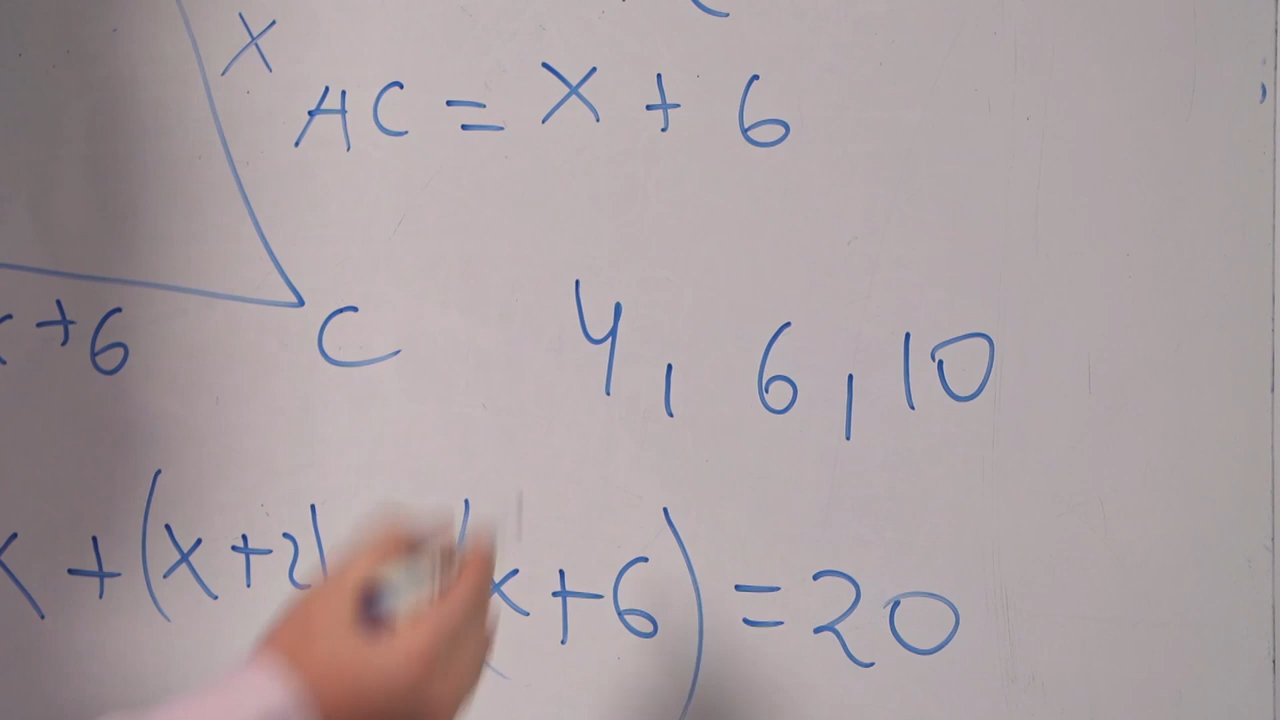 X
AC = X + 6
+6 C
4, 6, 10
x + (x+2) (x+6) = 20